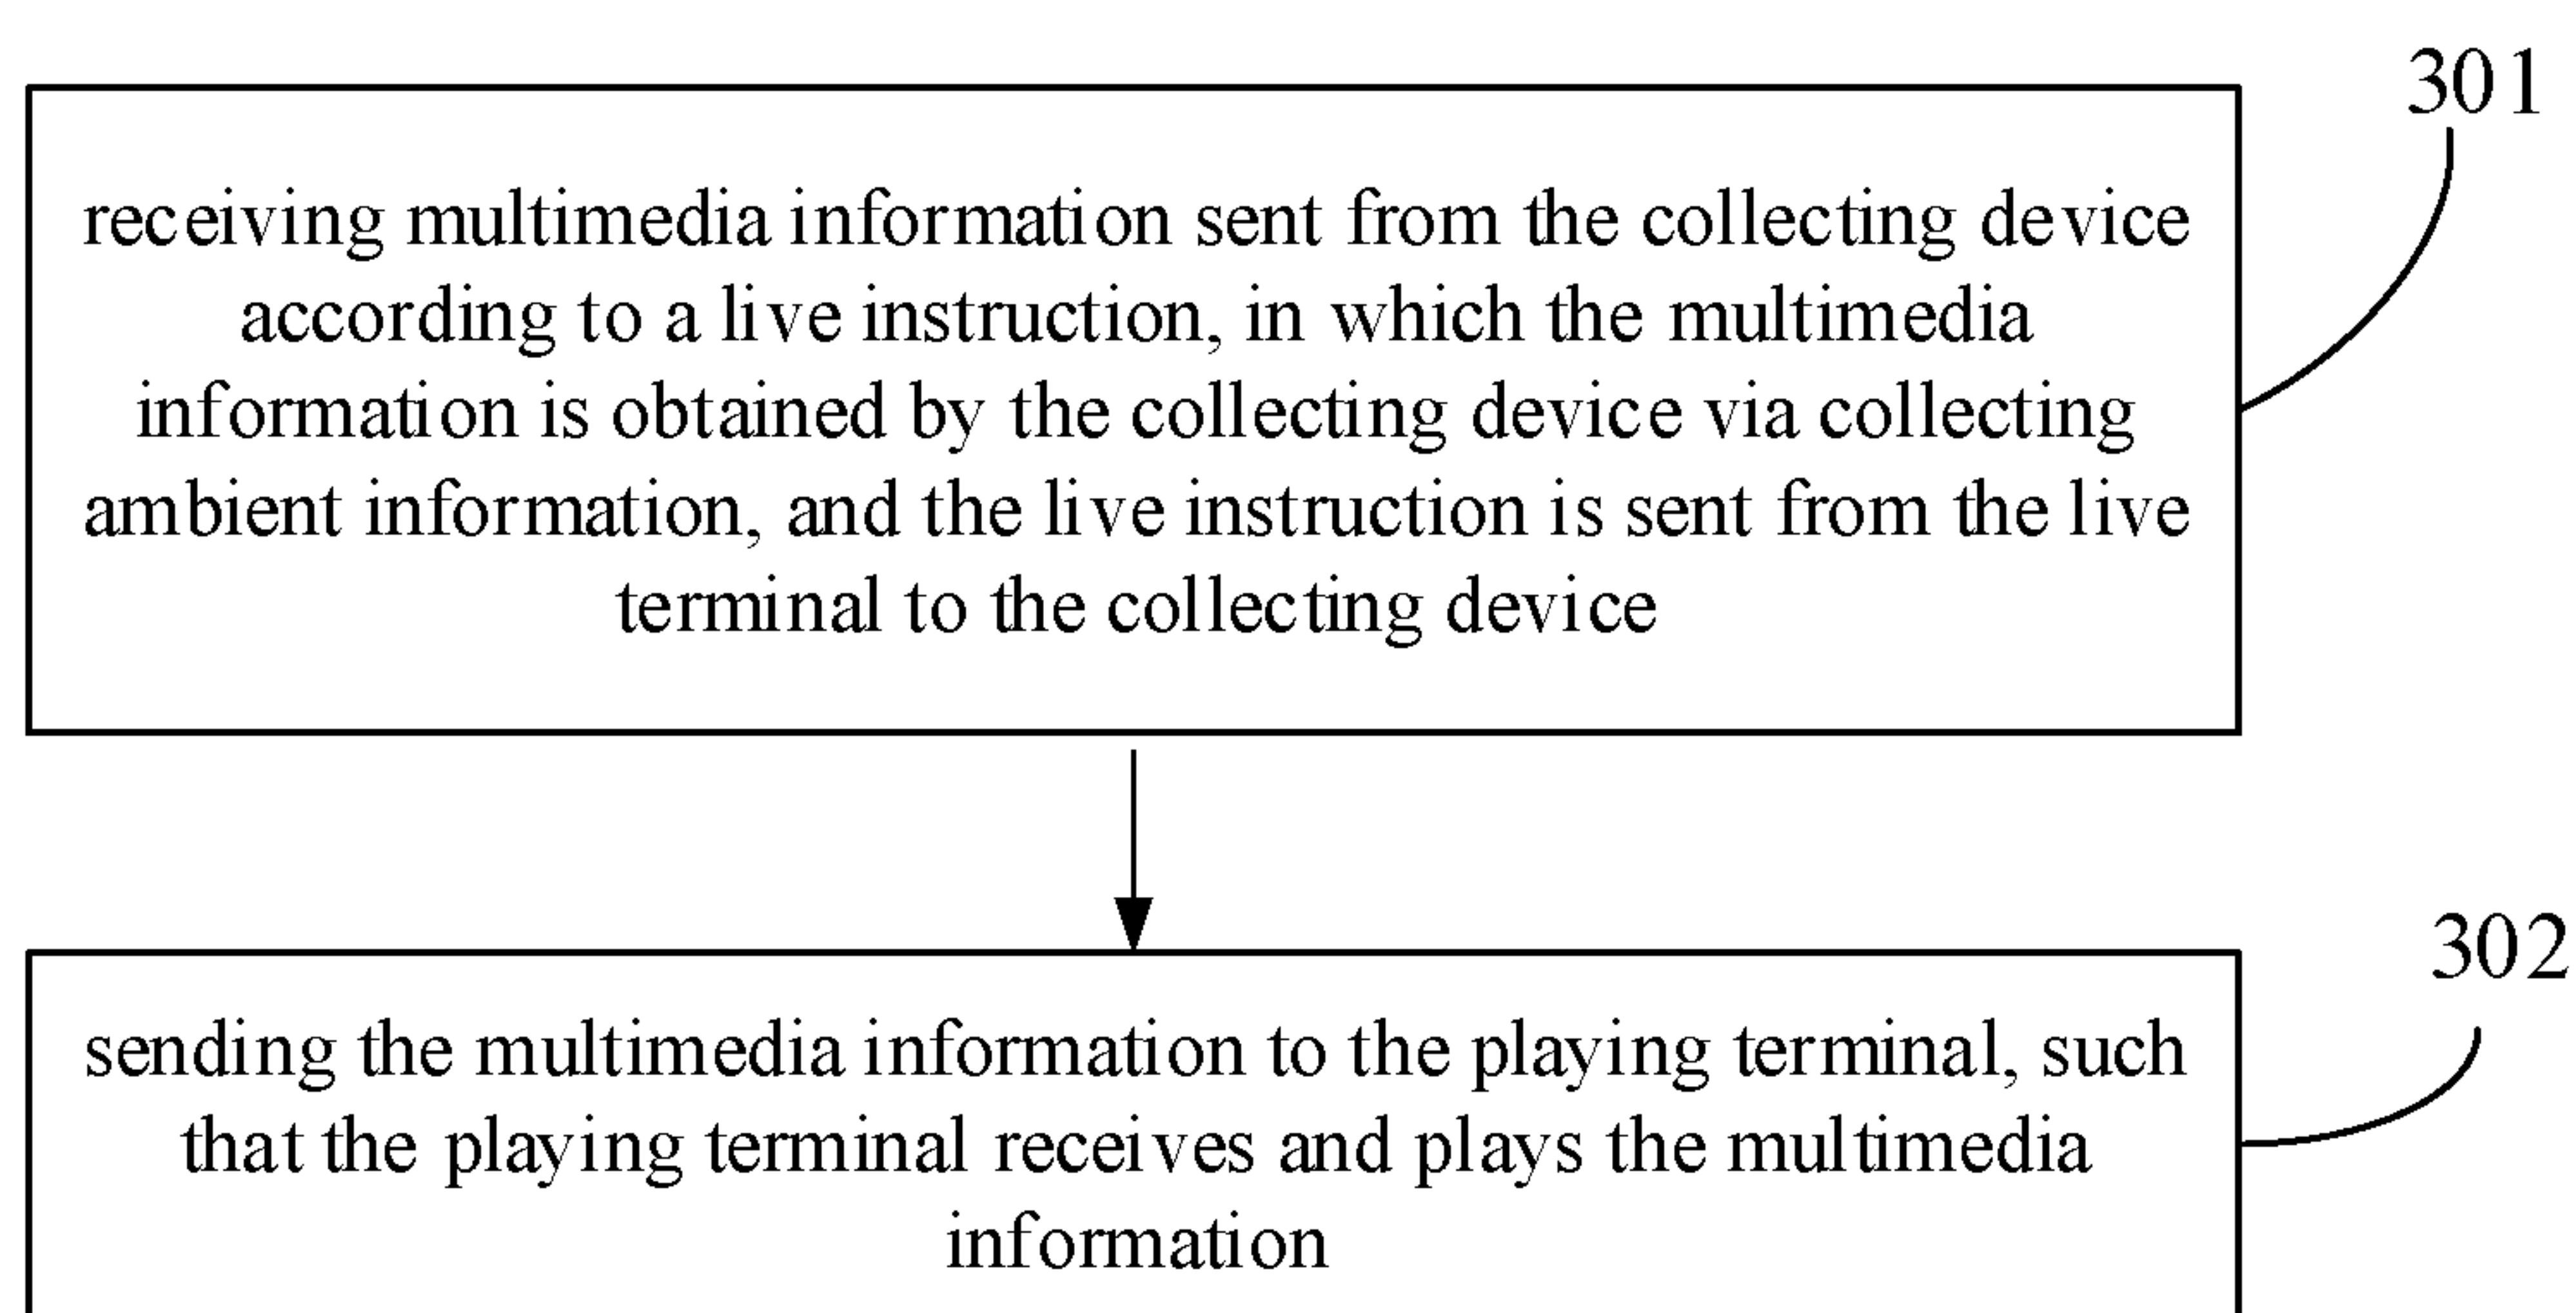 301
receiving multimedia information sent from the collecting device
according to a live instruction, in which the multimedia
information is obtained by the collecting device via collecting
ambient information, and the live instruction is sent from the live
terminal to the collecting device
302
sending the multimedia information to the playing terminal, such
that the playing terminal receives and plays the multimedia
information